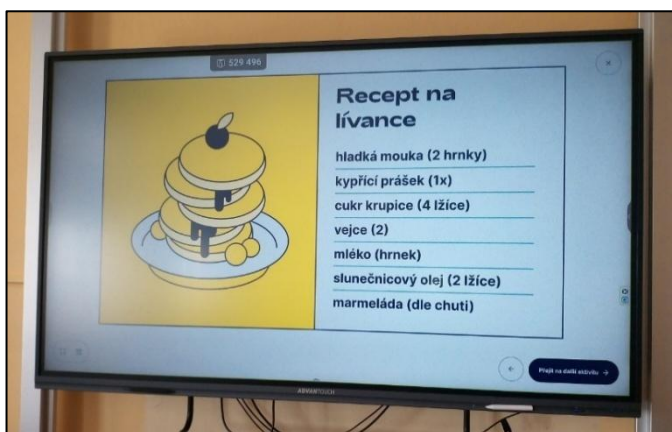 529 496
Recept na
lívance
hladká mouka (2 hrnky)
kypřící prášek (1x)
cukr krupice (4 lžíce)
vejce (2)
mléko (hrnek)
slunečnicový olej (2 lžíce)
marmeláda (dle chuti)
Přejít na další aktivitu →
ADVANTOUCH